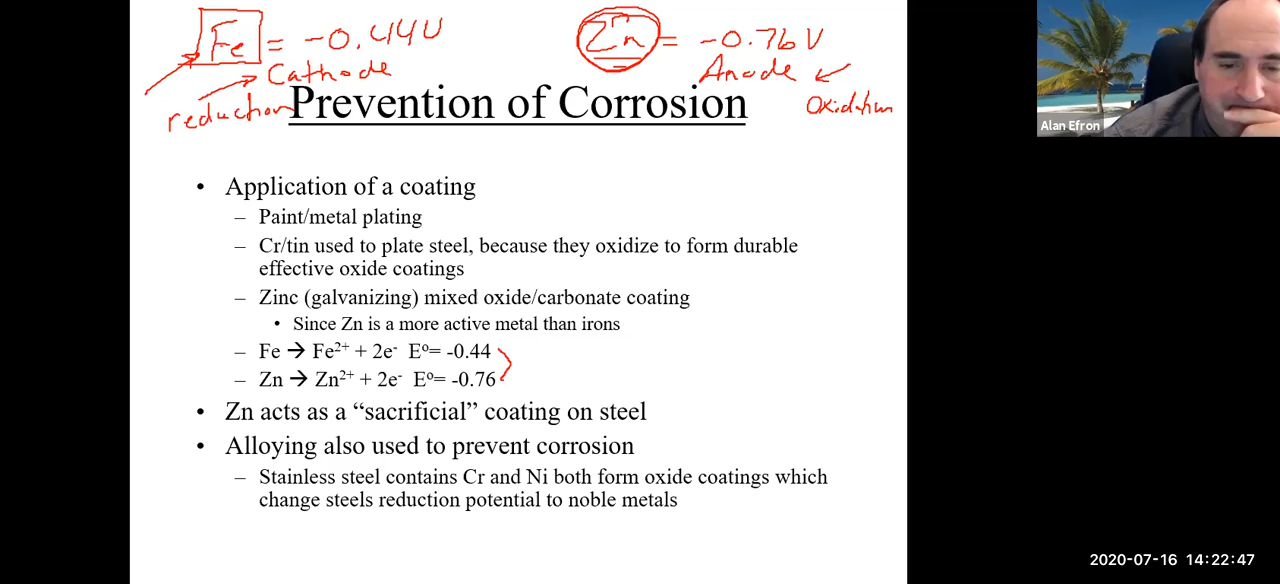 Fe = -0.44V
Zn = -0.76 V
Cathode
Anode
reduction
Oxidation
Prevention of Corrosion
• Application of a coating
– Paint/metal plating
– Cr/tin used to plate steel, because they oxidize to form durable
effective oxide coatings
– Zinc (galvanizing) mixed oxide/carbonate coating
• Since Zn is a more active metal than irons
– Fe → Fe²⁺ + 2e⁻ Eº= -0.44
– Zn → Zn²⁺ + 2e⁻ Eº= -0.76
• Zn acts as a “sacrificial” coating on steel
• Alloying also used to prevent corrosion
– Stainless steel contains Cr and Ni both form oxide coatings which
change steels reduction potential to noble metals
Alan Efron
2020-07-16 14:22:47